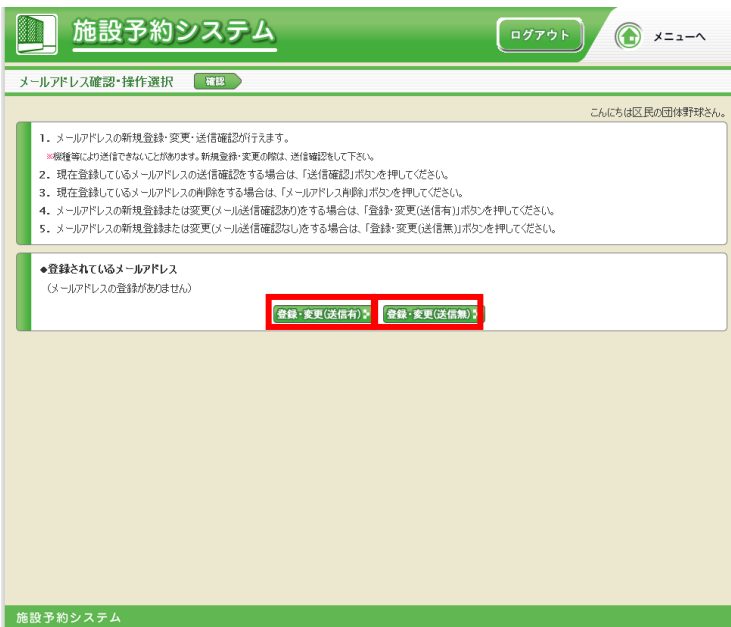 施設予約システム
ログアウト
メニューへ
メールアドレス確認・操作選択 確認
こんにちは区民の団体野球さん。
1. メールアドレスの新規登録・変更・送信確認が行えます。
※機種等により送信できないことがあります。新規登録・変更の際は、送信確認をして下さい。
2. 現在登録しているメールアドレスの送信確認をする場合は、「送信確認」ボタンを押してください。
3. 現在登録しているメールアドレスの削除をする場合は、「メールアドレス削除」ボタンを押してください。
4. メールアドレスの新規登録または変更(メール送信確認あり)をする場合は、「登録・変更(送信有)」ボタンを押してください。
5. メールアドレスの新規登録または変更(メール送信確認なし)をする場合は、「登録・変更(送信無)」ボタンを押してください。
●登録されているメールアドレス
(メールアドレスの登録がありません)
登録・変更(送信有) 登録・変更(送信無)
施設予約システム